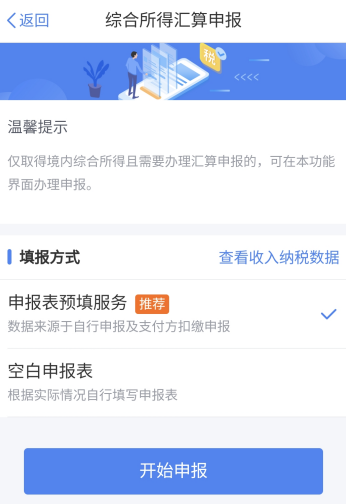 返回
综合所得汇算申报
税
温馨提示
仅取得境内综合所得且需要办理汇算申报的，可在本功能
界面办理申报。
填报方式
查看收入纳税数据
申报表预填服务
推荐
数据来源于自行申报及支付方扣缴申报
空白申报表
根据实际情况自行填写申报表
开始申报